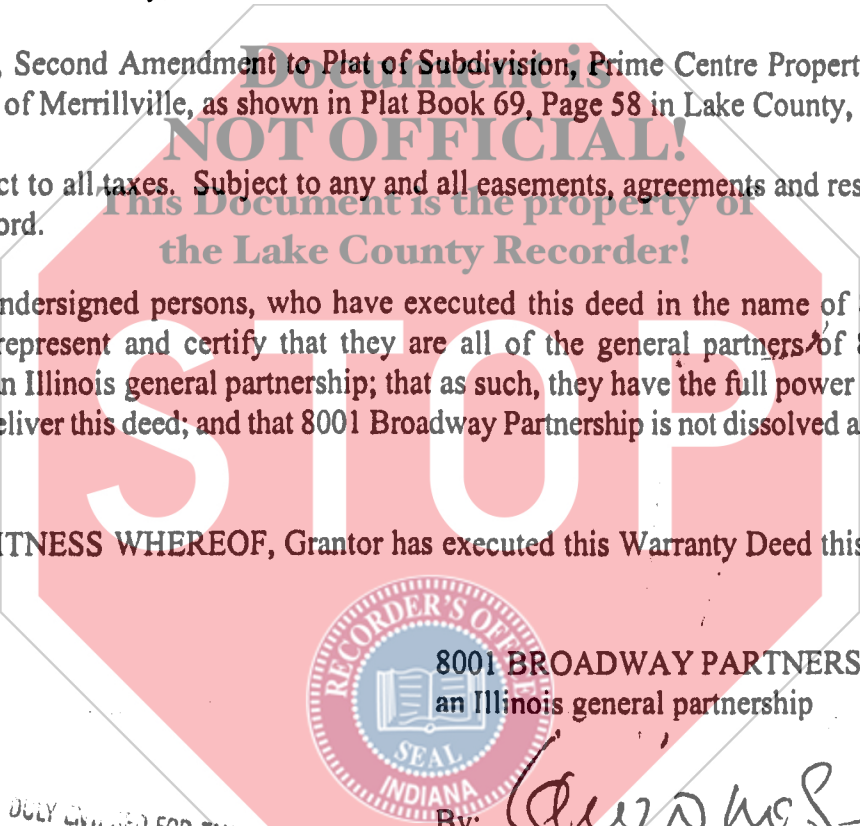 , Second Amendment to Plat of Subdivision, Prime Centre Propert
of Merrillville, as shown in Plat Book 69, Page 58 in Lake County,
ct to all taxes. Subject to any and all easements, agreements and res
ord.
ndersigned persons, who have executed this deed in the name of
represent and certify that they are all of the general partners of 8
n Illinois general partnership; that as such, they have the full power
eliver this deed; and that 8001 Broadway Partnership is not dissolved a
ITNESS WHEREOF, Grantor has executed this Warranty Deed this
8001 BROADWAY PARTNERS
an Illinois general partnership
By:
Document is
NOT OFFICIAL!
This Document is the property of
the Lake County Recorder!
STOP
RECORDER'S OFFICE
SEAL
INDIANA
DULY
FOR